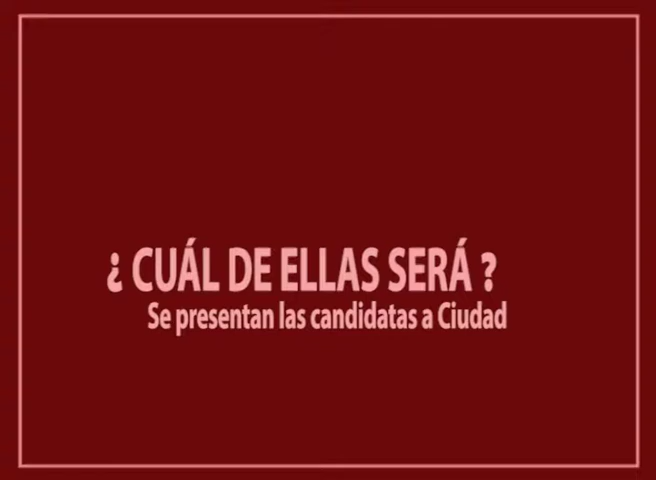 ¿ CUÁL DE ELLAS SERÁ ?
Se presentan las candidatas a Ciudad